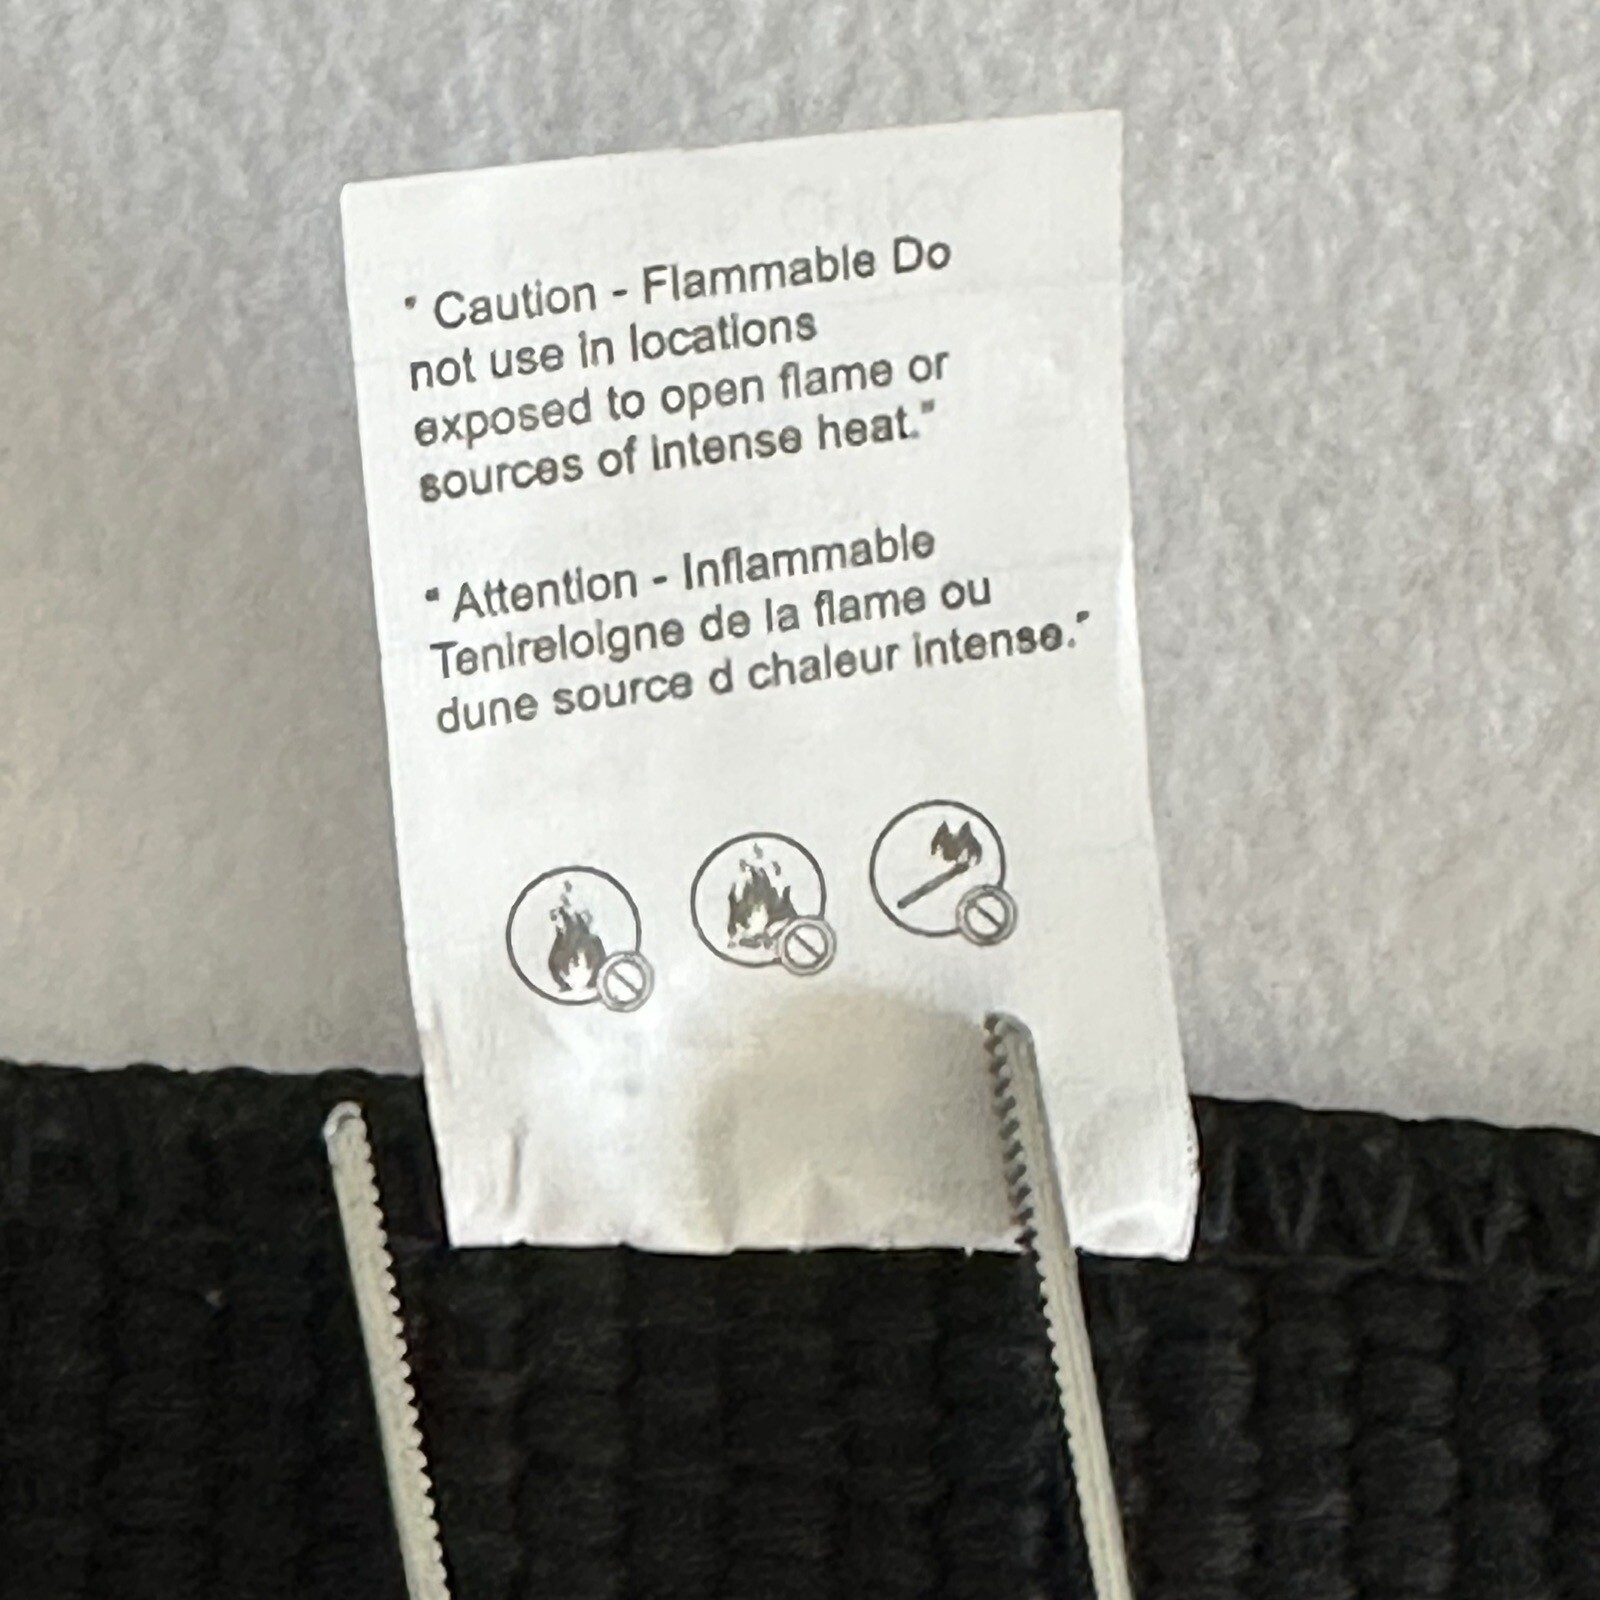 " Caution - Flammable Do
not use in locations
exposed to open flame or
sources of intense heat."
" Attention - Inflammable
Tenireloigne de la flame ou
dune source d chaleur intense."